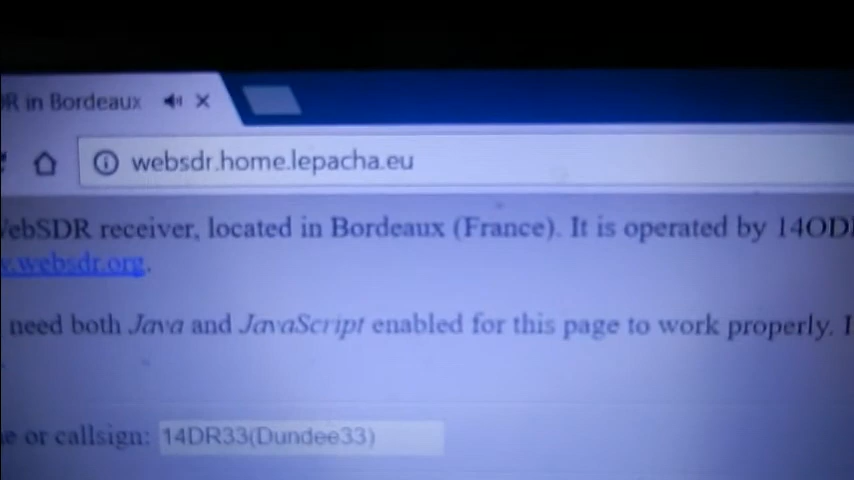 R in Bordeaux
websdr.home.lepacha.eu
WebSDR receiver, located in Bordeaux (France). It is operated by 14OD
.websdr.org.
need both Java and JavaScript enabled for this page to work properly. I
e or callsign: 14DR33(Dundee33)